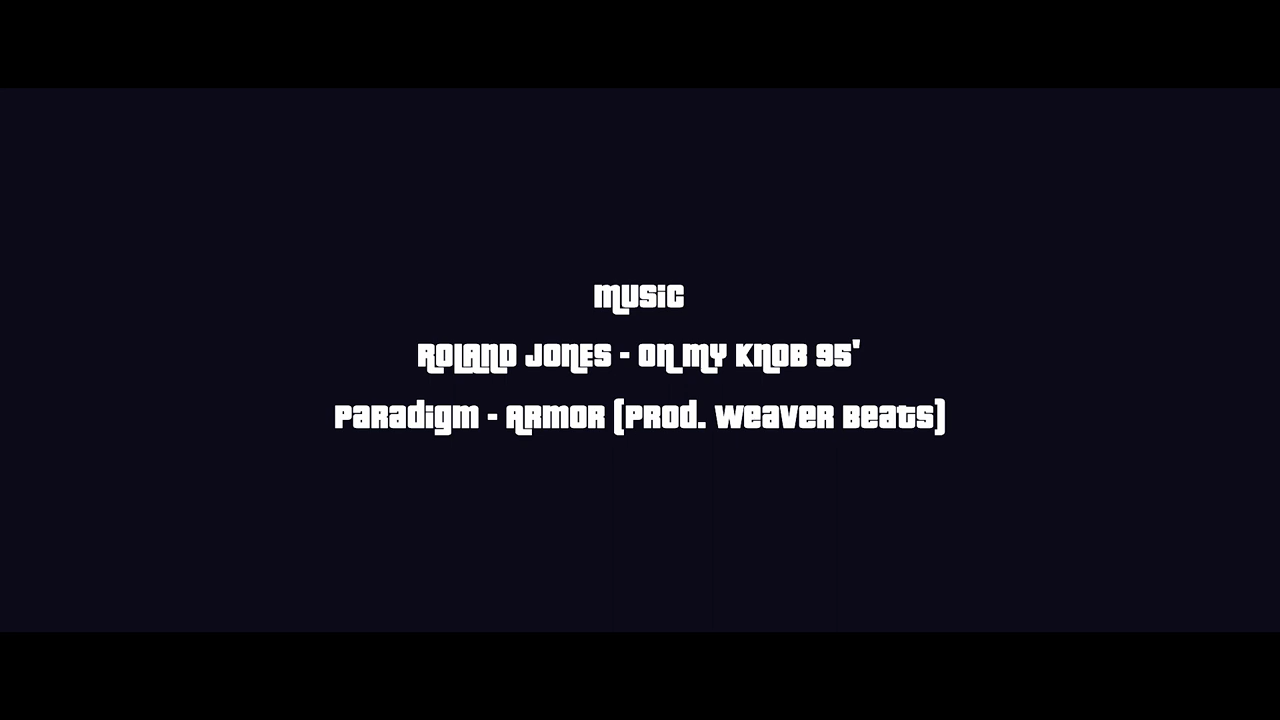 MUSIC
ROLAND JONES - ON MY KNOB 95'
Paradigm - ARMOR (Prod. Weaver Beats)